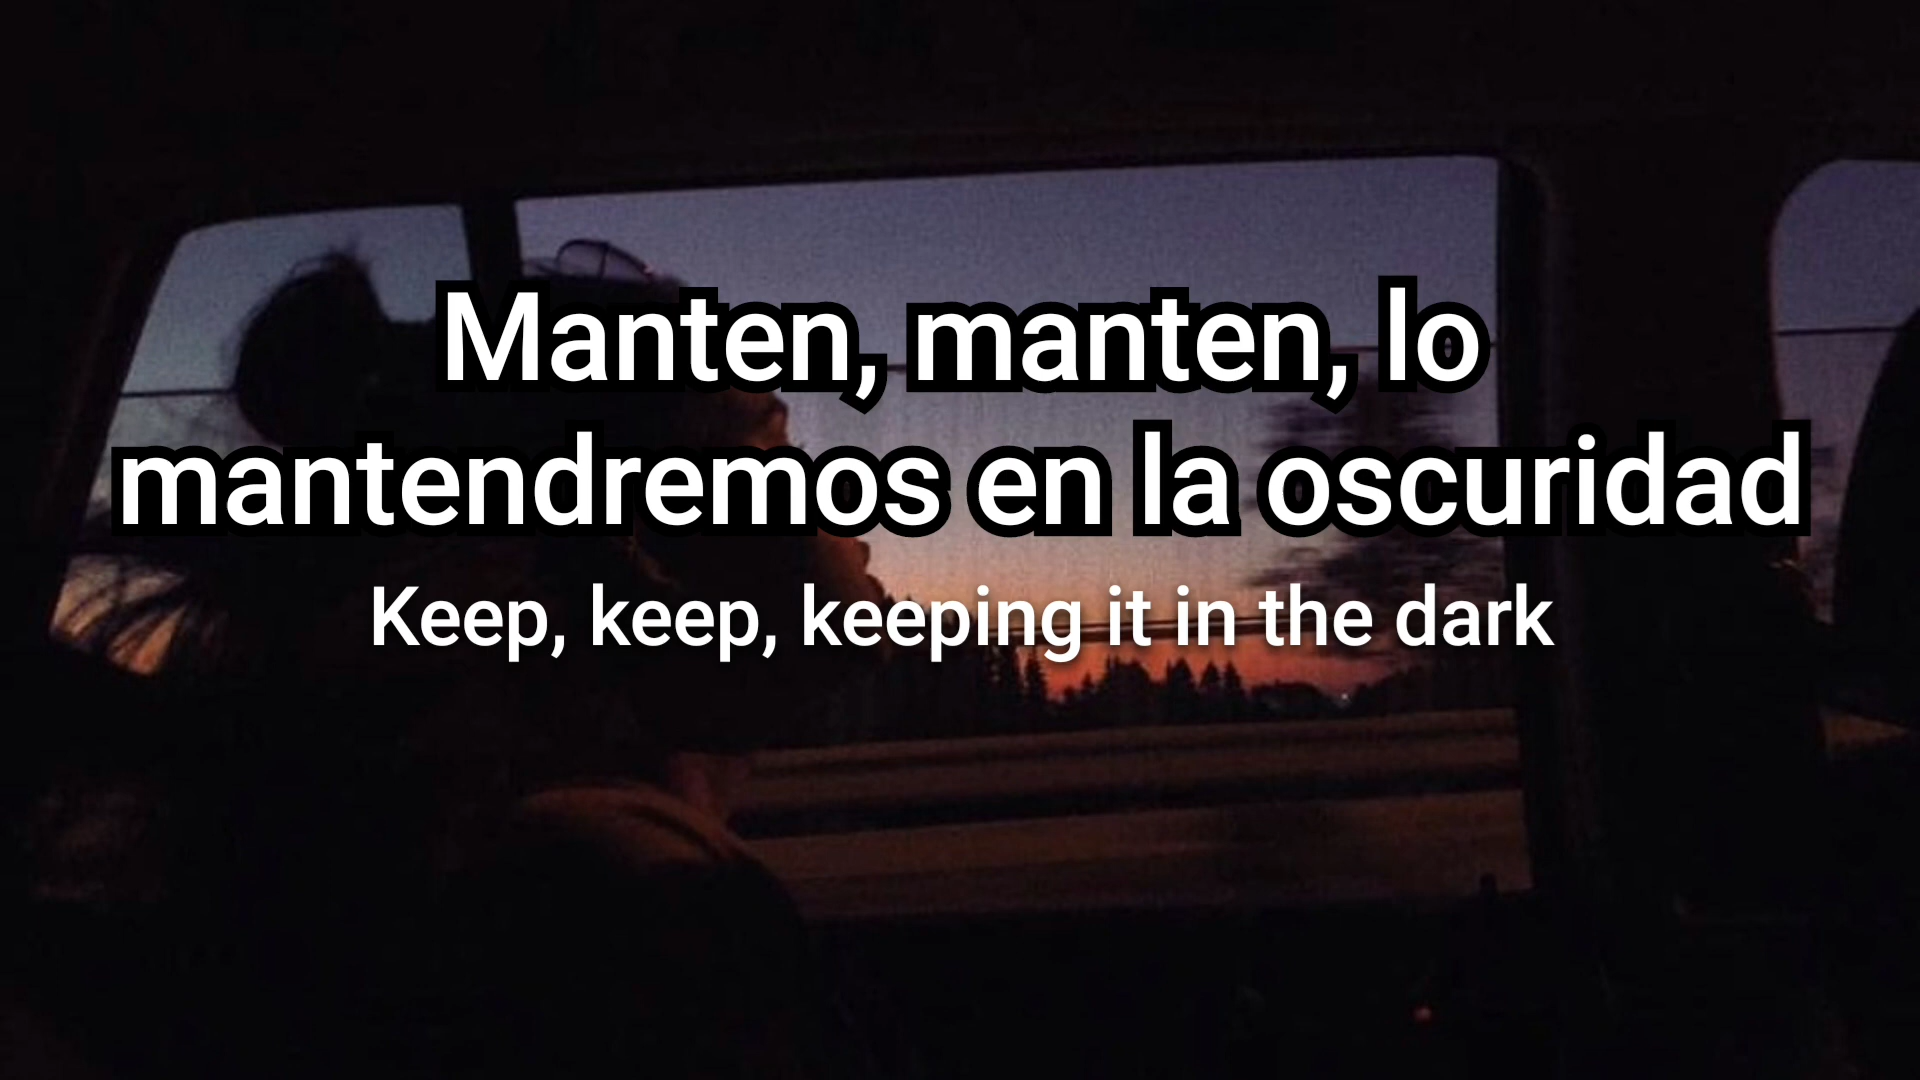 Manten, manten, lo
mantendremos en la oscuridad
Keep, keep, keeping it in the dark